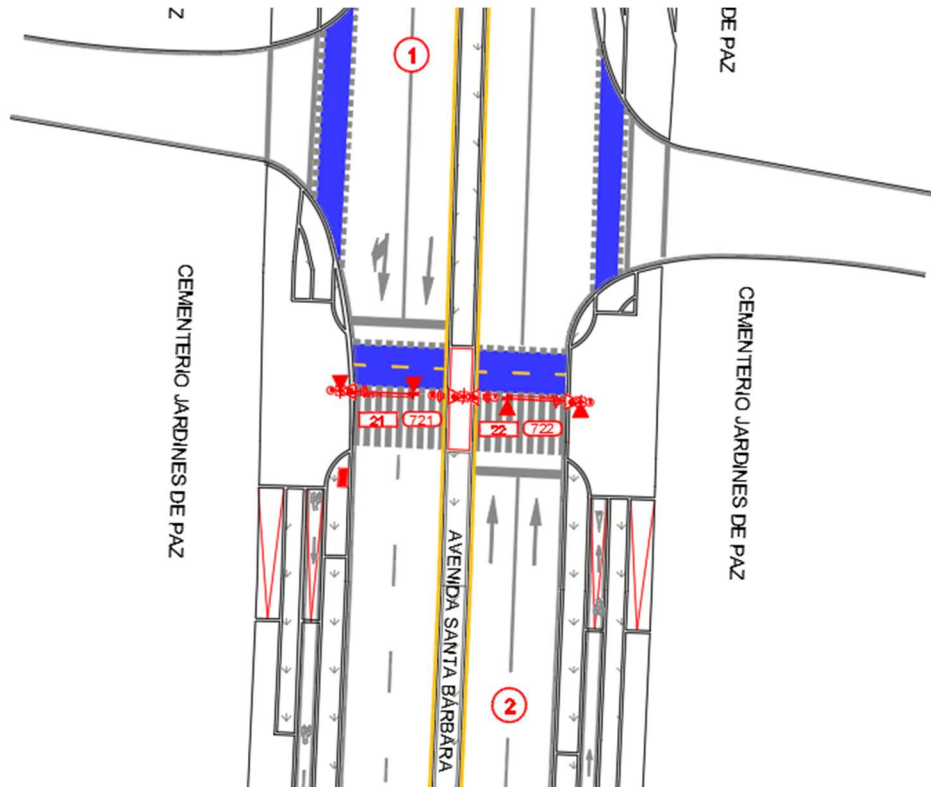 Z
DE PAZ
1
CEMENTERIO JARDINES DE PAZ
CEMENTERIO JARDINES DE PAZ
21
721
22
722
AVENIDA SANTA BÁRBARA
2